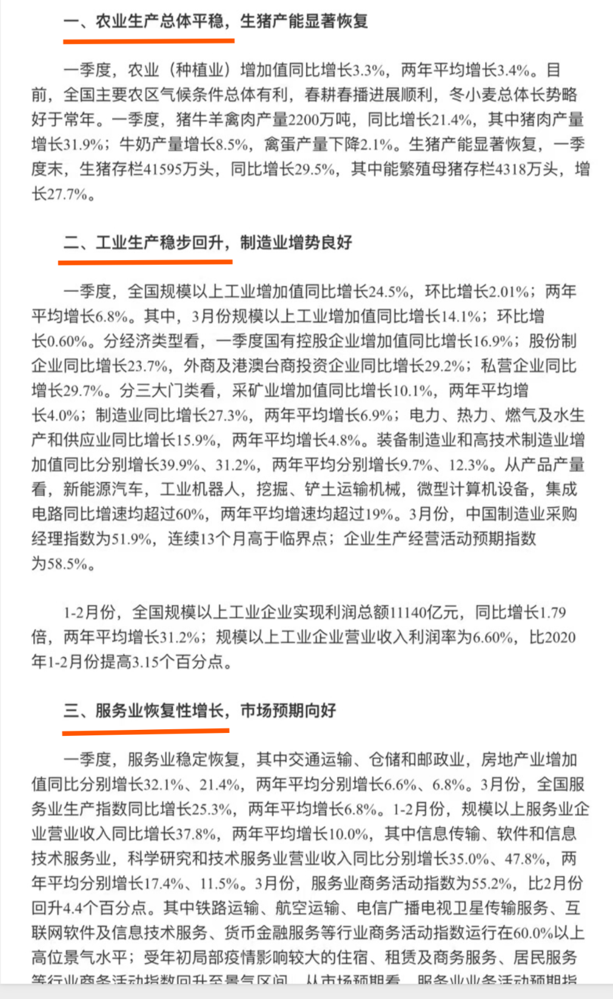 一、农业生产总体平稳，生猪产能显著恢复
一季度，农业（种植业）增加值同比增长3.3%，两年平均增长3.4%。目
前，全国主要农区气候条件总体有利，春耕春播进展顺利，冬小麦总体长势略
好于常年。一季度，猪牛羊禽肉产量2200万吨，同比增长21.4%，其中猪肉产量
增长31.9%；牛奶产量增长8.5%，禽蛋产量下降2.1%。生猪产能显著恢复，一季
度末，生猪存栏41595万头，同比增长29.5%，其中能繁殖母猪存栏4318万头，增
长27.7%。
二、工业生产稳步回升，制造业增势良好
一季度，全国规模以上工业增加值同比增长24.5%，环比增长2.01%；两年
平均增长6.8%。其中，3月份规模以上工业增加值同比增长14.1%；环比增
长0.60%。分经济类型看，一季度国有控股企业增加值同比增长16.9%；股份制
企业同比增长23.7%，外商及港澳台商投资企业同比增长29.2%；私营企业同比
增长29.7%。分三大门类看，采矿业增加值同比增长10.1%，两年平均增
长4.0%；制造业同比增长27.3%，两年平均增长6.9%；电力、热力、燃气及水生
产和供应业同比增长15.9%，两年平均增长4.8%。装备制造业和高技术制造业增
加值同比分别增长39.9%、31.2%，两年平均分别增长9.7%、12.3%。从产品产量
看，新能源汽车，工业机器人，挖掘、铲土运输机械，微型计算机设备，集成
电路同比增速均超过60%，两年平均增速均超过19%。3月份，中国制造业采购
经理指数为51.9%，连续13个月高于临界点；企业生产经营活动预期指数
为58.5%。
1-2月份，全国规模以上工业企业实现利润总额11140亿元，同比增长1.79
倍，两年平均增长31.2%；规模以上工业企业营业收入利润率为6.60%，比2020
年1-2月份提高3.15个百分点。
三、服务业恢复性增长，市场预期向好
一季度，服务业稳定恢复，其中交通运输、仓储和邮政业，房地产业增加
值同比分别增长32.1%、21.4%，两年平均分别增长6.6%、6.8%。3月份，全国服
务业生产指数同比增长25.3%，两年平均增长6.8%。1-2月份，规模以上服务业企
业营业收入同比增长37.8%，两年平均增长10.0%，其中信息传输、软件和信息
技术服务业，科学研究和技术服务业营业收入同比分别增长35.0%、47.8%，两
年平均分别增长17.4%、11.5%。3月份，服务业商务活动指数为55.2%，比2月份
回升4.4个百分点。其中铁路运输、航空运输、电信广播电视卫星传输服务、互
联网软件及信息技术服务、货币金融服务等行业商务活动指数运行在60.0%以上
高位景气水平；受年初局部疫情影响较大的住宿、租赁及商务服务、居民服务
等行业商务活动指数回升至景气区间。从市场预期看，服务业业务活动预期指